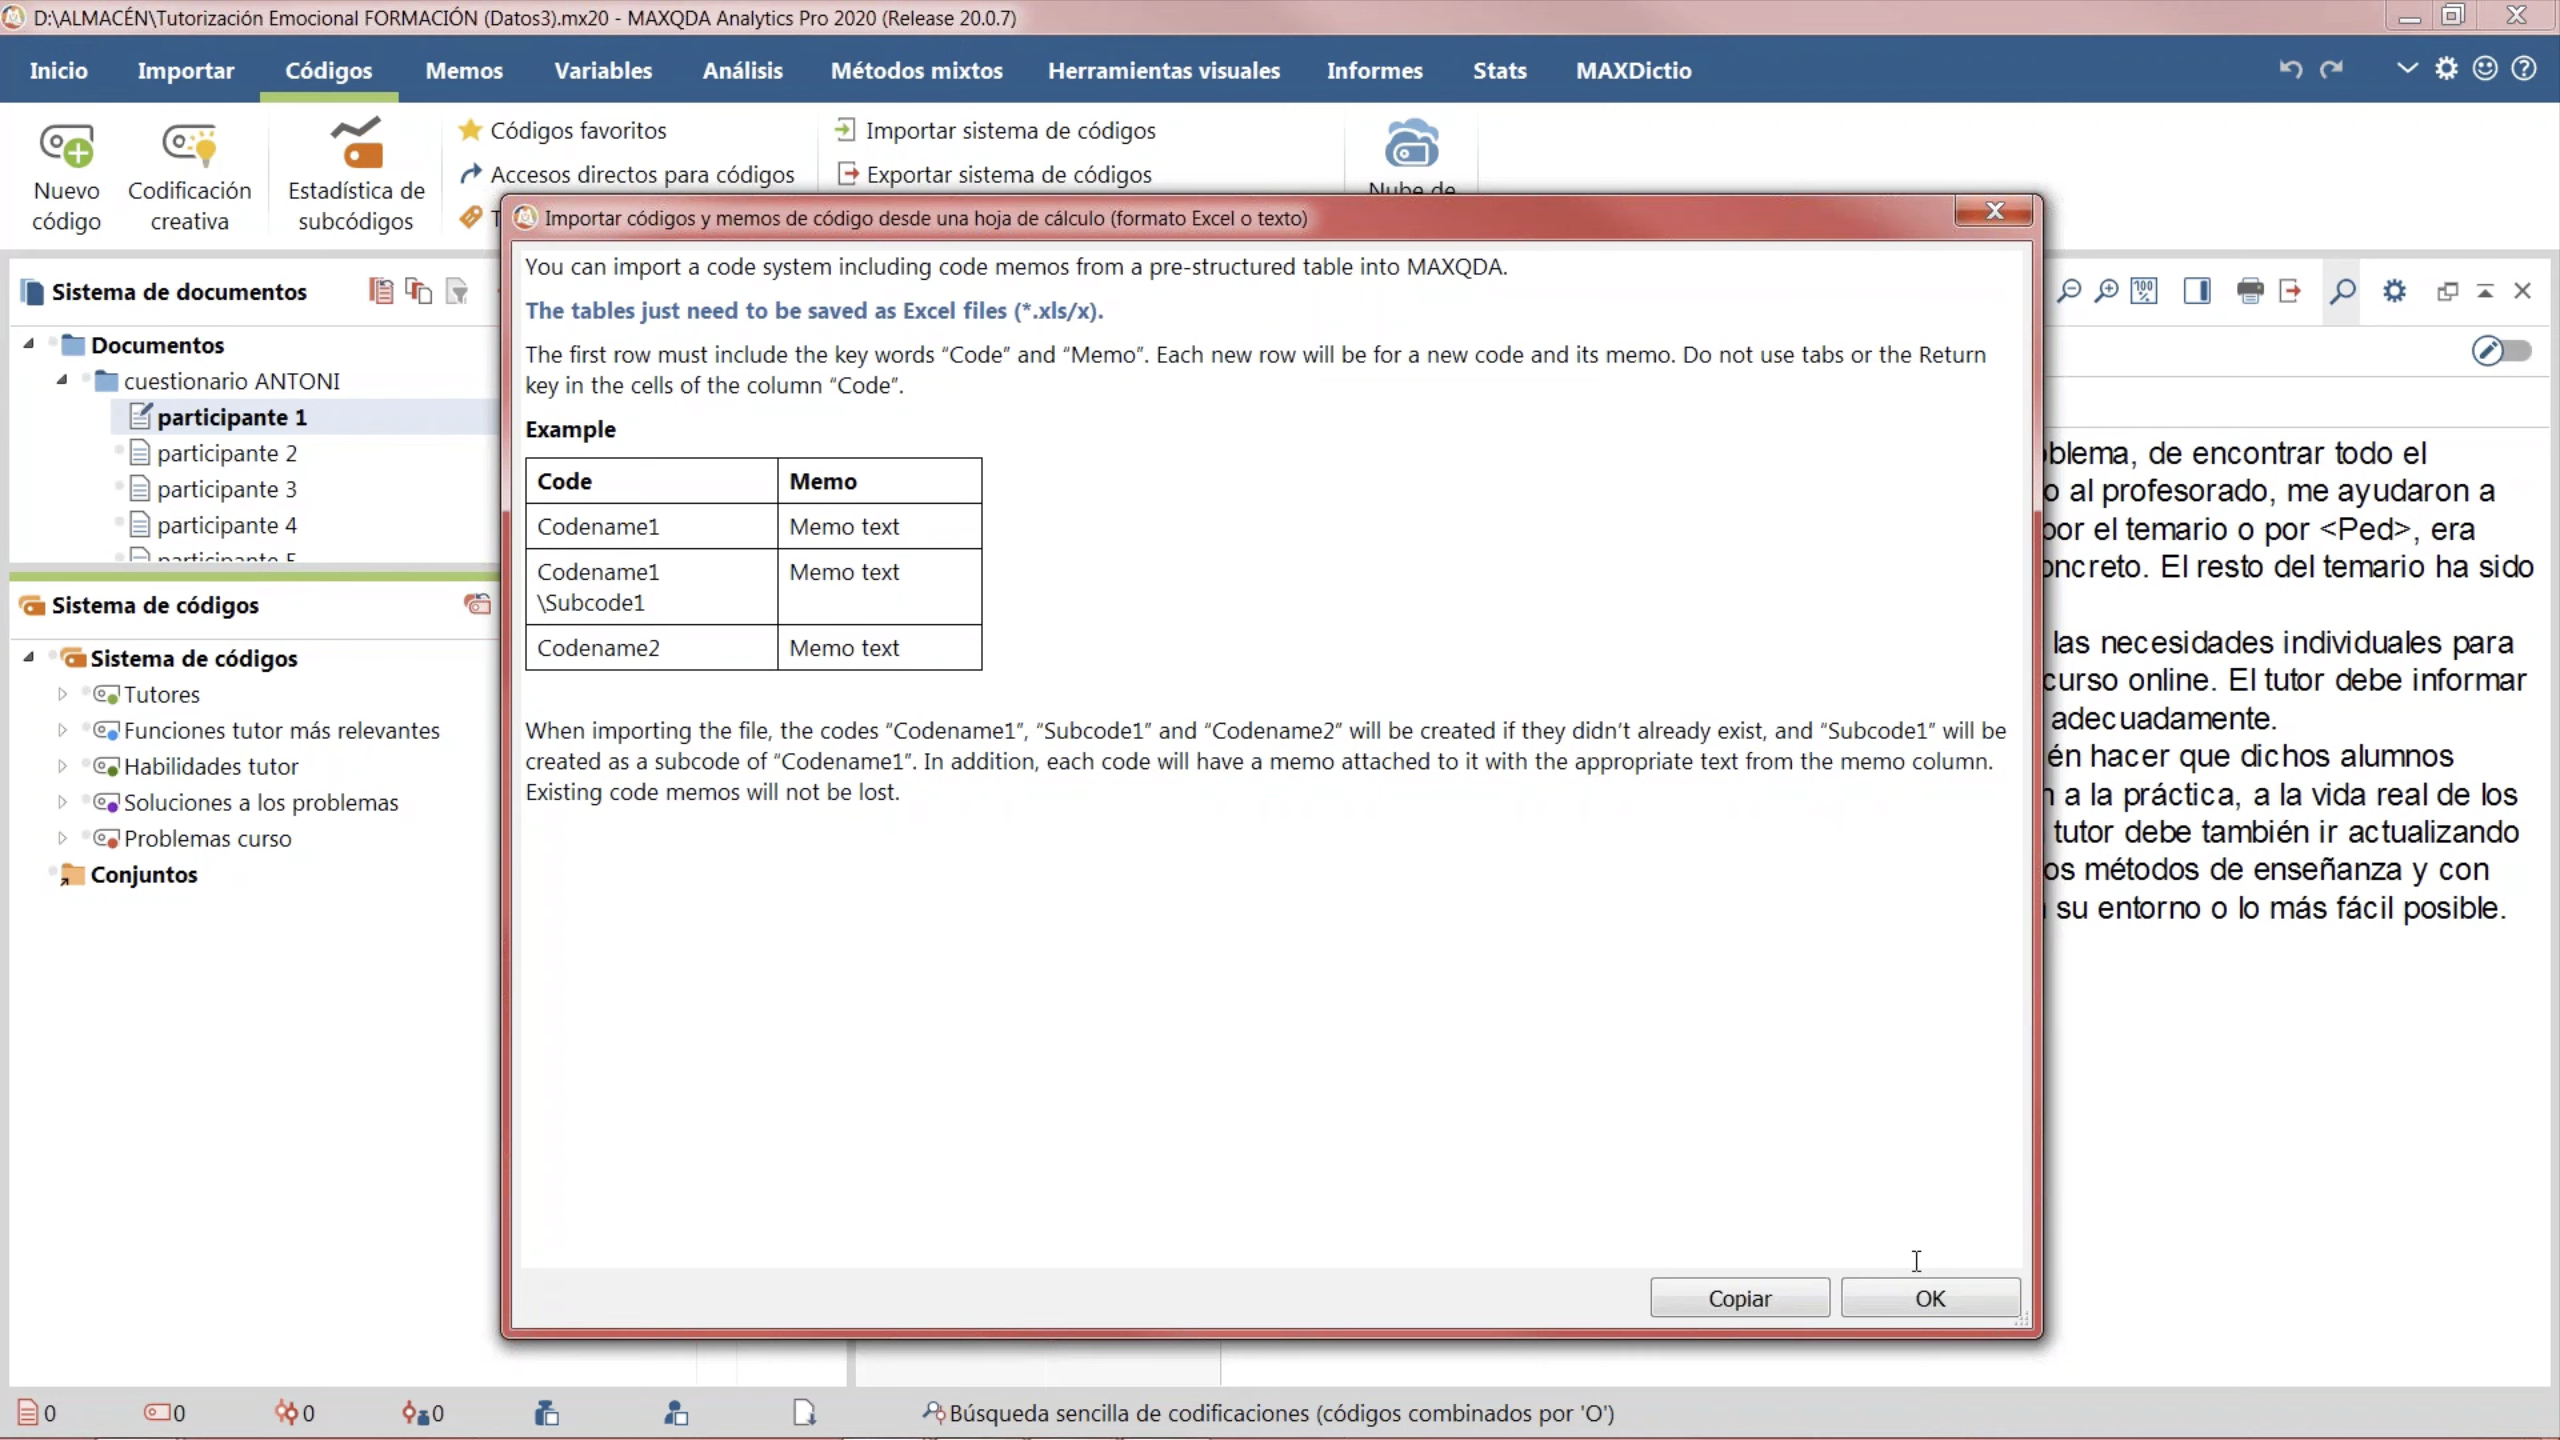 D:\ALMACÉN\Tutorización Emocional FORMACIÓN (Datos3).mx20 - MAXQDA Analytics Pro 2020 (Release 20.0.7)
Inicio Importar Códigos Memos Variables Análisis Métodos mixtos Herramientas visuales Informes Stats MAXDictio
Nuevo código
Codificación creativa
Estadística de subcódigos
Códigos favoritos
Accesos directos para códigos
Importar sistema de códigos
Exportar sistema de códigos
Nube de
Importar códigos y memos de código desde una hoja de cálculo (formato Excel o texto)
You can import a code system including code memos from a pre-structured table into MAXQDA.
The tables just need to be saved as Excel files (*.xls/x).
The first row must include the key words “Code” and “Memo”. Each new row will be for a new code and its memo. Do not use tabs or the Return
key in the cells of the column “Code”.
Example
Code Memo
Codename1 Memo text
Codename1 Memo text
\Subcode1
Codename2 Memo text
When importing the file, the codes “Codename1”, “Subcode1” and “Codename2” will be created if they didn’t already exist, and “Subcode1” will be
created as a subcode of “Codename1”. In addition, each code will have a memo attached to it with the appropriate text from the memo column.
Existing code memos will not be lost.
Copiar OK
Sistema de documentos
Documentos
cuestionario ANTONI
participante 1
participante 2
participante 3
participante 4
participante 5
Sistema de códigos
Sistema de códigos
Tutores
Funciones tutor más relevantes
Habilidades tutor
Soluciones a los problemas
Problemas curso
Conjuntos
100 %
blema, de encontrar todo el
o al profesorado, me ayudaron a
por el temario o por <Ped>, era
oncreto. El resto del temario ha sido
las necesidades individuales para
curso online. El tutor debe informar
adecuadamente.
én hacer que dichos alumnos
a la práctica, a la vida real de los
tutor debe también ir actualizando
os métodos de enseñanza y con
su entorno o lo más fácil posible.
0 0 0 0
Búsqueda sencilla de codificaciones (códigos combinados por 'O')